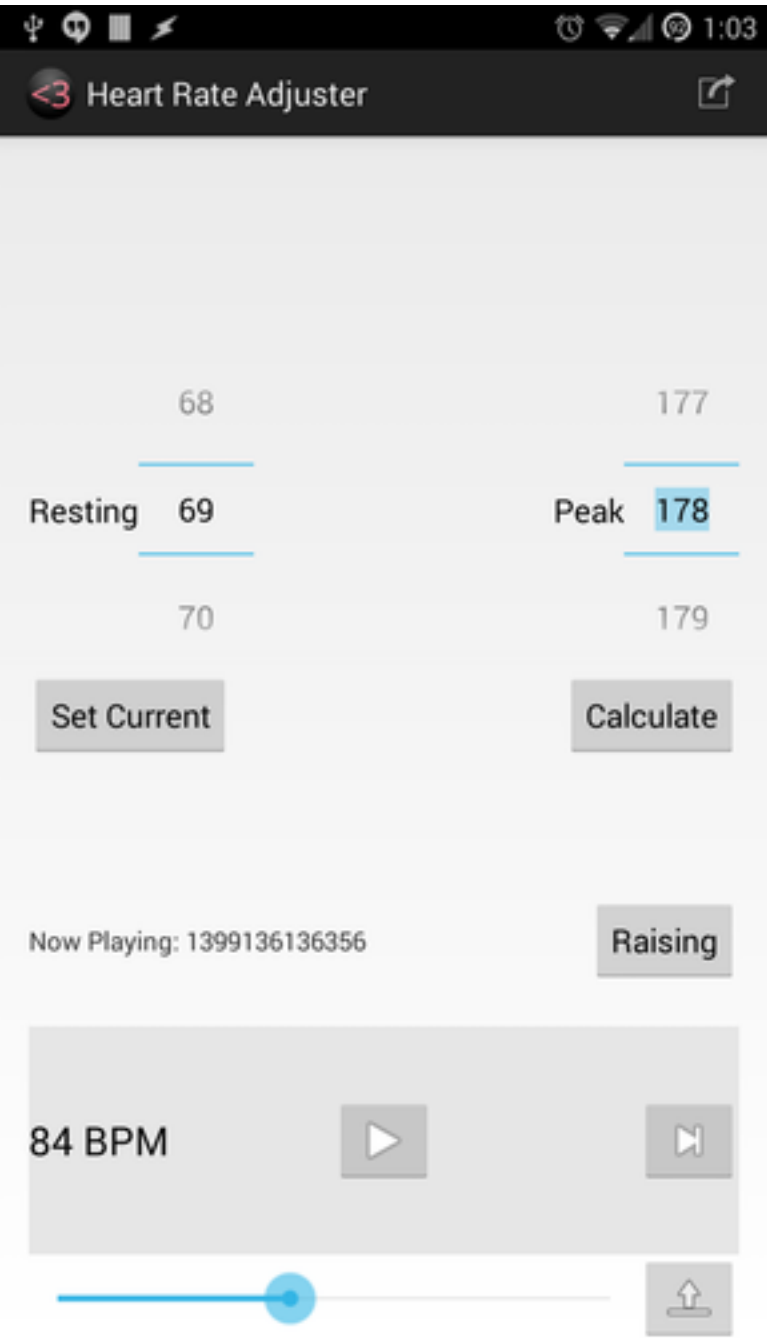 92 1:03
<3 Heart Rate Adjuster
68 177
Resting 69 Peak 178
70 179
Set Current Calculate
Now Playing: 1399136136356 Raising
84 BPM